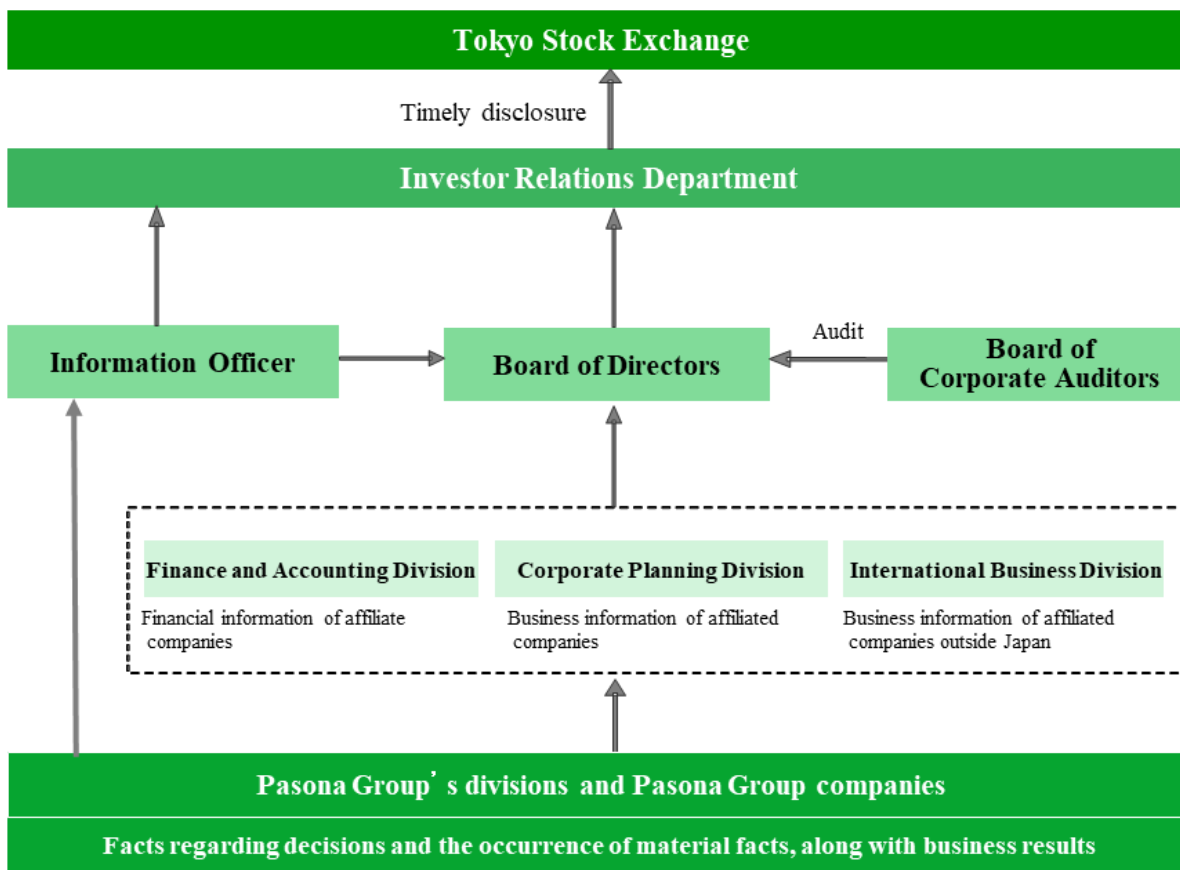 Tokyo Stock Exchange
Timely disclosure
Investor Relations Department
Information Officer
Board of Directors
Audit
Board of
Corporate Auditors
Finance and Accounting Division
Financial information of affiliate
companies
Corporate Planning Division
Business information of affiliated
companies
International Business Division
Business information of affiliated
companies outside Japan
Pasona Group’s divisions and Pasona Group companies
Facts regarding decisions and the occurrence of material facts, along with business results